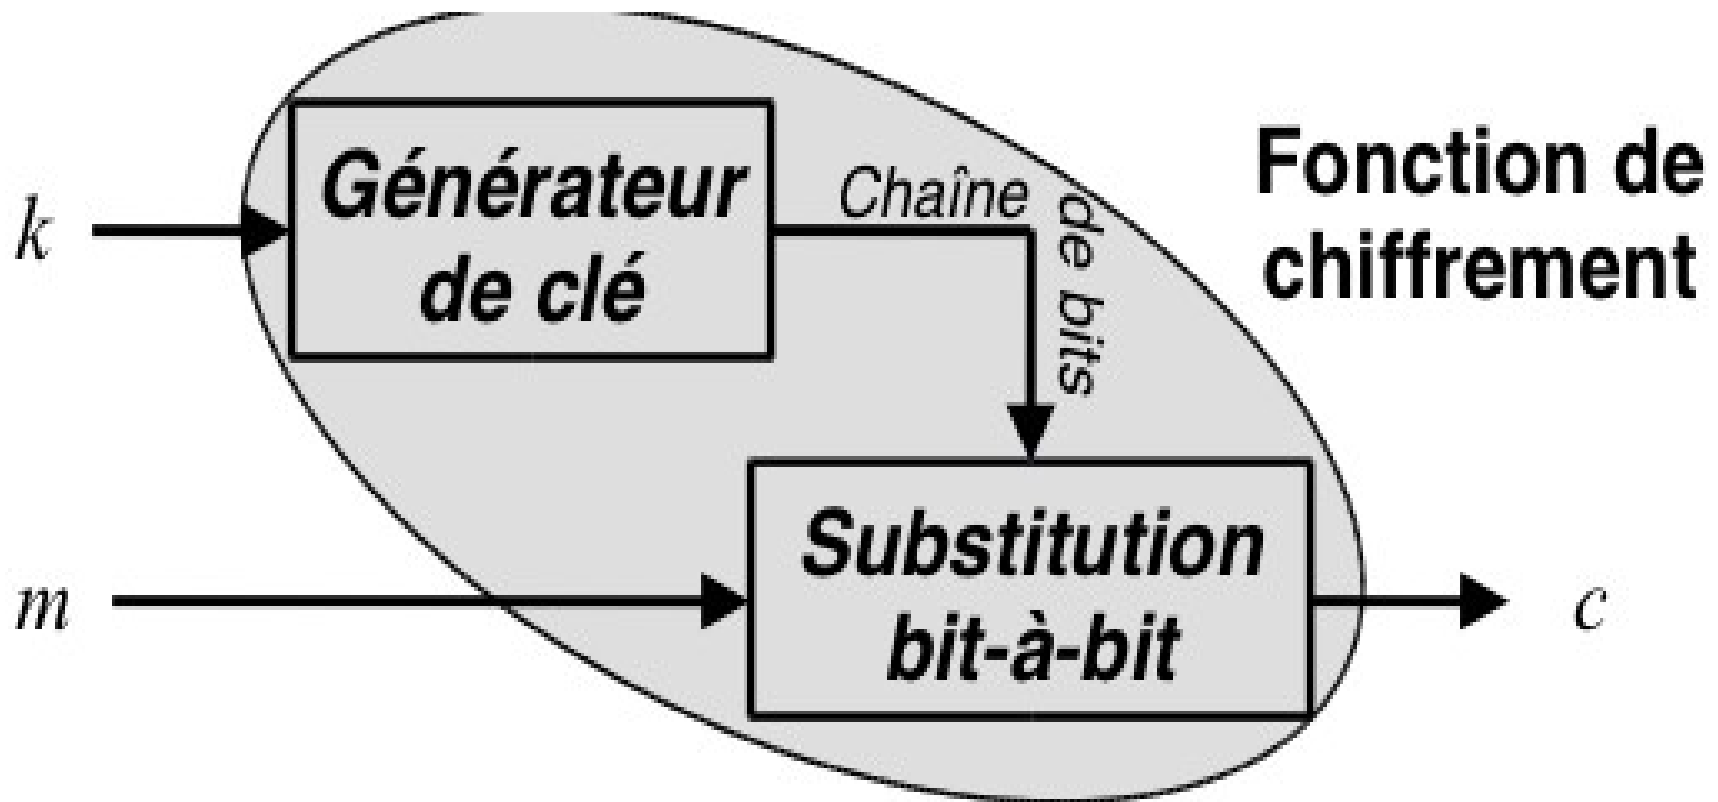 Générateur
de clé
Chaîne
de bits
Fonction de
chiffrement
k
Substitution
bit-à-bit
m
c